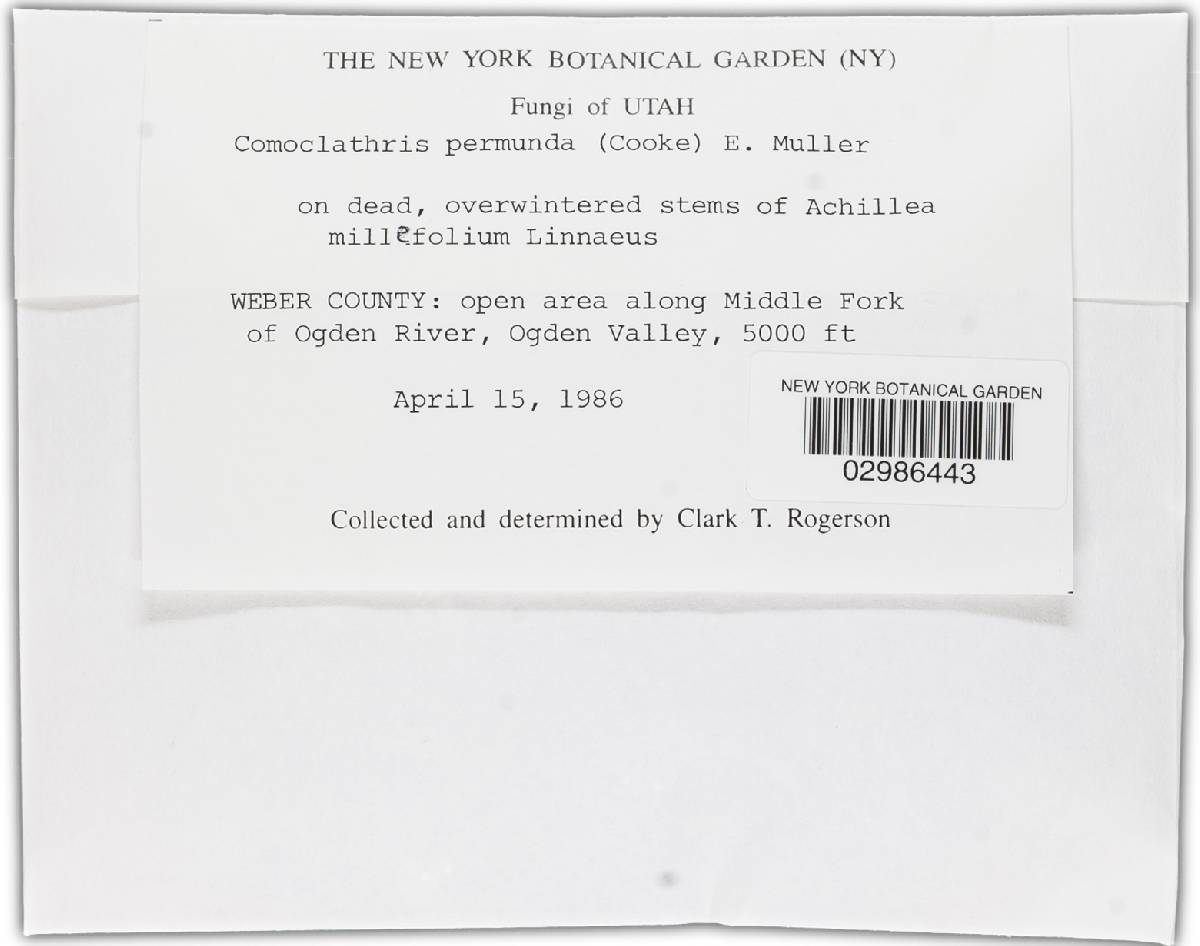 THE NEW YORK BOTANICAL GARDEN (NY)
Fungi of UTAH
Comoclathris permunda (Cooke) E. Muller
on dead, overwintered stems of Achillea
millefolium Linnaeus
WEBER COUNTY: open area along Middle Fork
of Ogden River, Ogden Valley, 5000 ft
April 15, 1986
NEW YORK BOTANICAL GARDEN
02986443
Collected and determined by Clark T. Rogerson